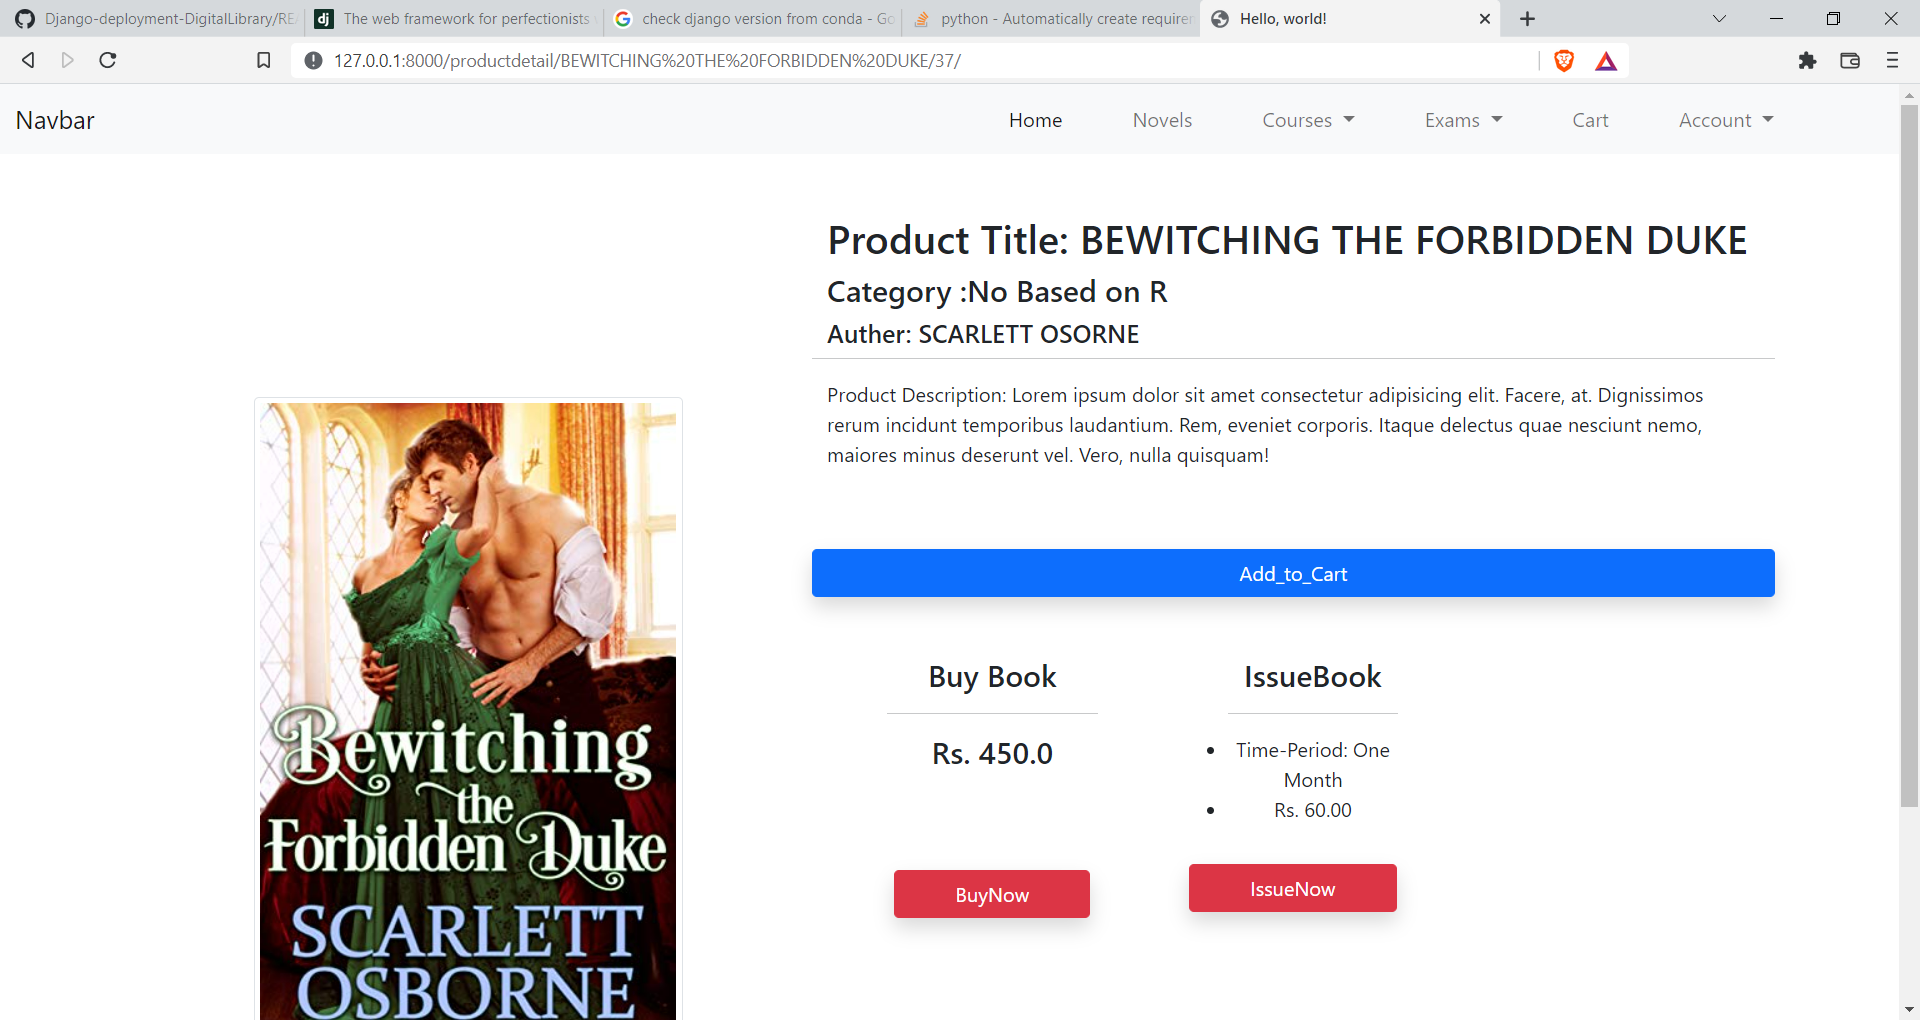 Django-deployment-DigitalLibrary/RE
The web framework for perfectionists
check django version from conda - Go
python - Automatically create requirem
Hello, world!
127.0.0.1:8000/productdetail/BEWITCHING%20THE%20FORBIDDEN%20DUKE/37/
Navbar
Home
Novels
Courses
Exams
Cart
Account
Product Title: BEWITCHING THE FORBIDDEN DUKE
Category :No Based on R
Auther: SCARLETT OSORNE
Product Description: Lorem ipsum dolor sit amet consectetur adipisicing elit. Facere, at. Dignissimos
rerum incidunt temporibus laudantium. Rem, eveniet corporis. Itaque delectus quae nesciunt nemo,
maiores minus deserunt vel. Vero, nulla quisquam!
Add_to_Cart
Buy Book
Rs. 450.0
BuyNow
IssueBook
Time-Period: One
Month
Rs. 60.00
IssueNow
Bewitching
the
Forbidden Duke
SCARLETT
OSBORNE